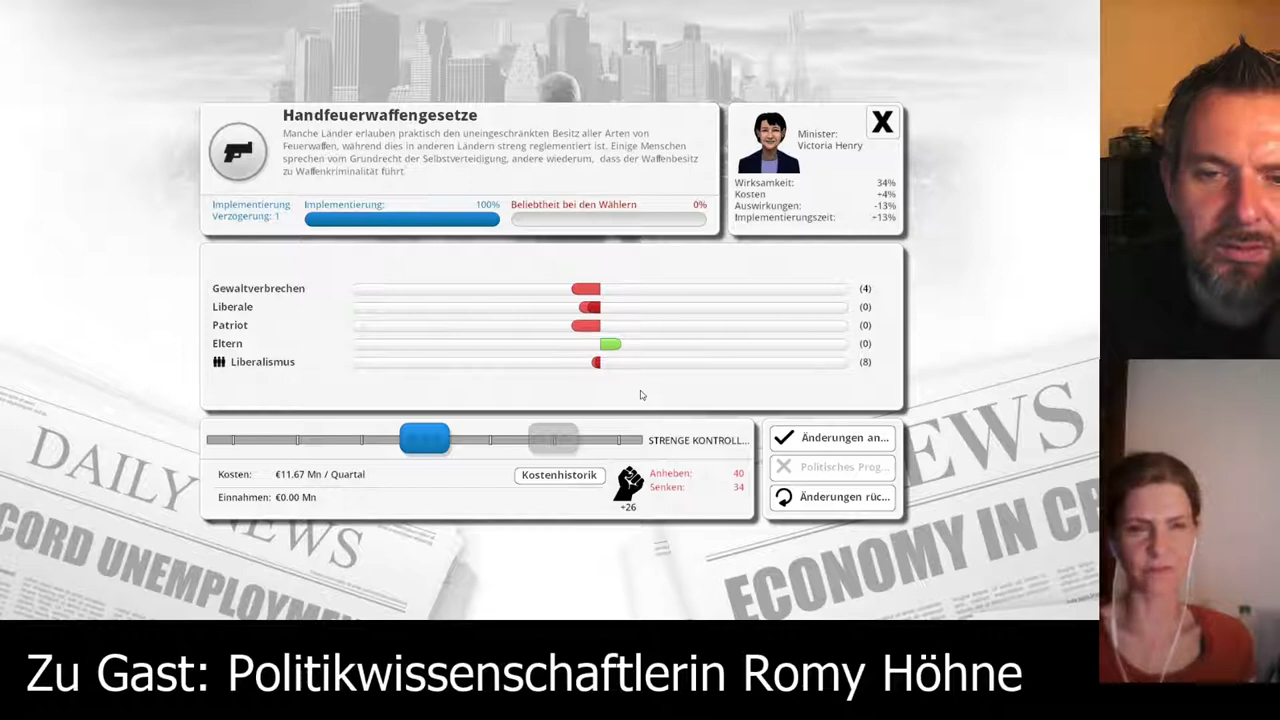 Handfeuerwaffengesetze
Manche Länder erlauben praktisch den uneingeschränkten Besitz aller Arten von
Feuerwaffen, während dies in anderen Ländern streng reglementiert ist. Einige Menschen
sprechen vom Grundrecht der Selbstverteidigung, andere wiederum, dass der Waffenbesitz
zu Waffenkriminalität führt
Implementierung
Verzögerung: 1
Implementierung: 100%
Beliebtheit bei den Wählern 0%
Minister:
Victoria Henry
X
Wirksamkeit: 34%
Kosten +4%
Auswirkungen: -13%
Implementierungszeit: +13%
Gewaltverbrechen (4)
Liberale (0)
Patriot (0)
Eltern (0)
Liberalismus (8)
STRENGE KONTROLL...
Kosten: €11.67 Mn / Quartal
Kostenhistorik
Einnahmen: €0.00 Mn
+26
Anheben: 40
Senken: 34
Änderungen an...
Politisches Prog...
Änderungen rüc...
DAILY NEWS
CORD UNEMPLOYME
NEWS
ECONOMY IN CR
Zu Gast: Politikwissenschaftlerin Romy Höhne